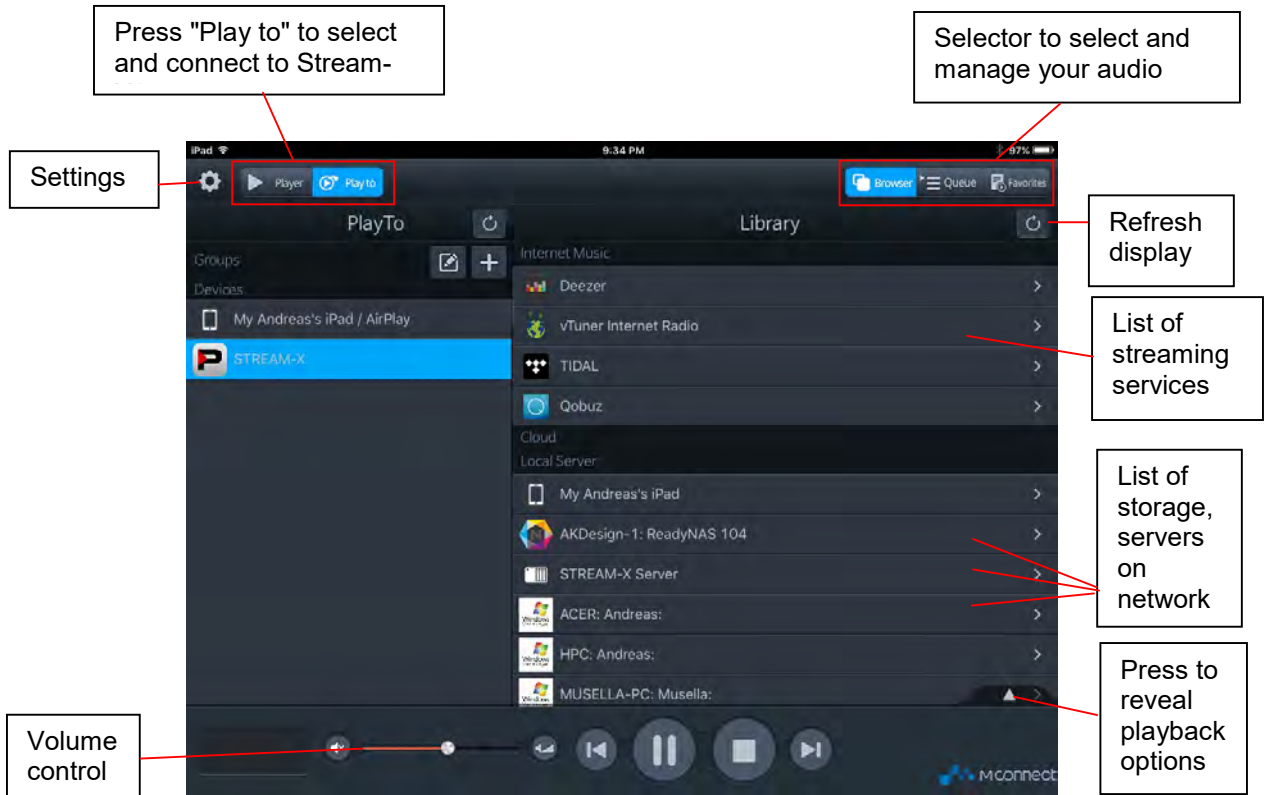 Press "Play to" to select
and connect to Stream-
Selector to select and
manage your audio
Settings
iPad
9:34 PM
97%
Player
Play to
Browser
Queue
Favorites
PlayTo
Library
Refresh
display
Groups
Internet Music
Devices
Deezer
My Andreas's iPad / AirPlay
vTuner Internet Radio
List of
streaming
services
STREAM-X
TIDAL
Qobuz
Cloud
Local Server
My Andreas's iPad
List of
storage,
servers
on
network
AKDesign-1: ReadyNAS 104
STREAM-X Server
ACER: Andreas:
HPC: Andreas:
MUSELLA-PC: Musella:
Press to
reveal
playback
options
Volume
control
mconnect